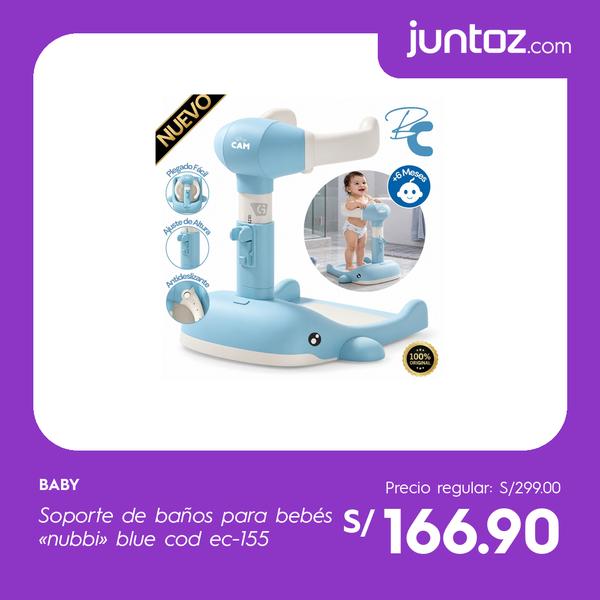 juntoz.com
NUEVO
BC
CAM
Plegado Fácil
+6 Meses
Ajuste de Altura
Antideslizante
100%
ORIGINAL
BABY
Precio regular: S/299.00
Soporte de baños para bebés
«nubbi» blue cod ec-155
S/166.90